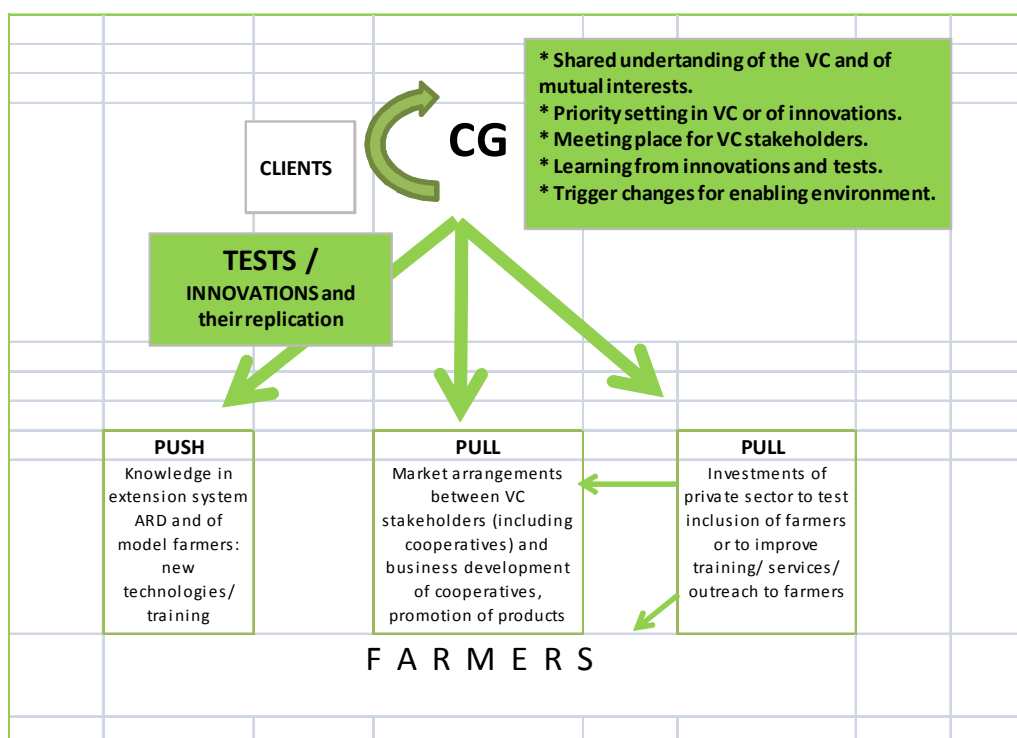 * Shared undertanding of the VC and of
mutual interests.
* Priority setting in VC or of innovations.
* Meeting place for VC stakeholders.
* Learning from innovations and tests.
* Trigger changes for enabling environment.
CG
CLIENTS
TESTS /
INNOVATIONS and
their replication
PUSH
Knowledge in
extension system
ARD and of
model farmers:
new
technologies/
training
PULL
Market arrangements
between VC
stakeholders (including
cooperatives) and
business development
of cooperatives,
promotion of products
PULL
Investments of
private sector to test
inclusion of farmers
or to improve
training/ services/
outreach to farmers
F A R M E R S